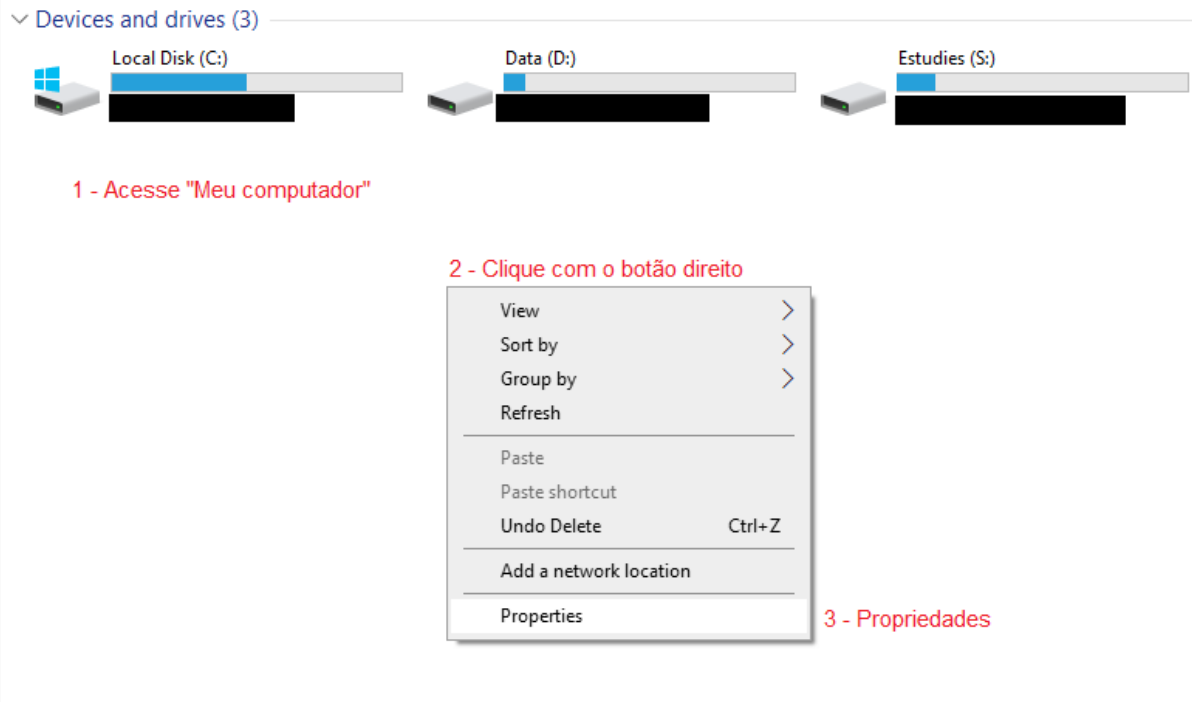 Devices and drives (3)
Local Disk (C:)
Data (D:)
Estudies (S:)
1 - Acesse "Meu computador"
2 - Clique com o botão direito
View
Sort by
Group by
Refresh
Paste
Paste shortcut
Undo Delete Ctrl+Z
Add a network location
Properties
3 - Propriedades